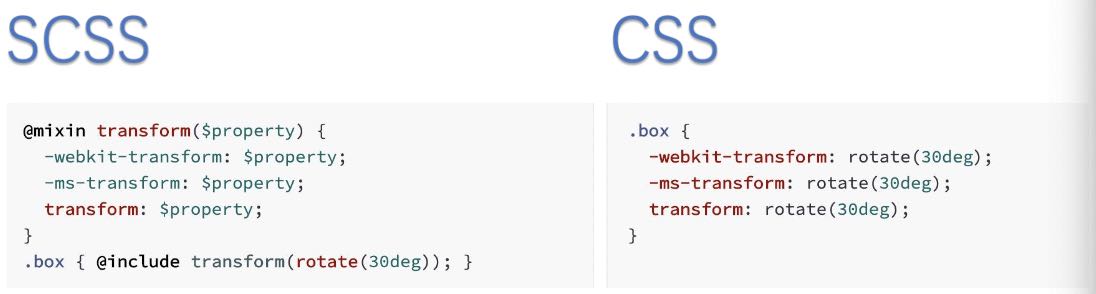 SCSS
@mixin transform($property) {
  -webkit-transform: $property;
  -ms-transform: $property;
  transform: $property;
}
.box { @include transform(rotate(30deg)); }
CSS
.box {
  -webkit-transform: rotate(30deg);
  -ms-transform: rotate(30deg);
  transform: rotate(30deg);
}